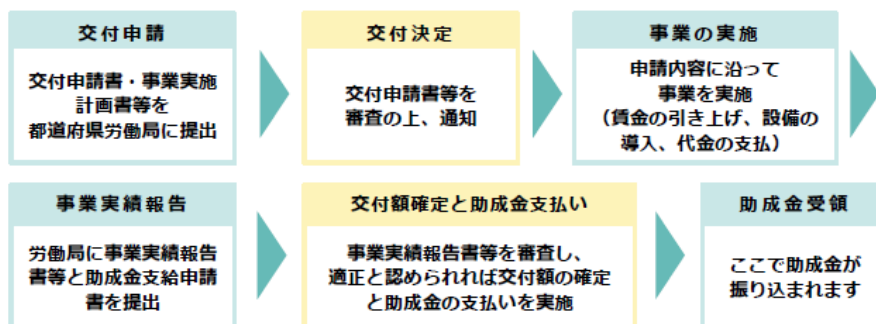 交付申請
交付申請書・事業実施
計画書等を
都道府県労働局に提出
交付決定
交付申請書等を
審査の上、通知
事業の実施
申請内容に沿って
事業を実施
(賃金の引き上げ、設備の
導入、代金の支払)
事業実績報告
労働局に事業実績報告
書等と助成金支給申請
書を提出
交付額確定と助成金支払い
事業実績報告書等を審査し、
適正と認められれば交付額の確定
と助成金の支払いを実施
助成金受領
ここで助成金が
振り込まれます